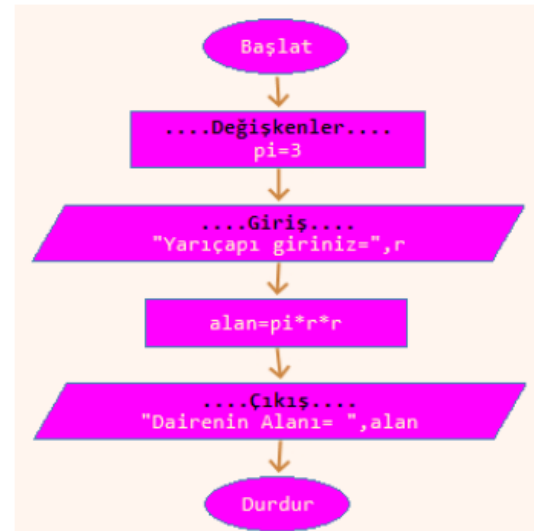 Başlat
....Değişkenler....
pi=3
....Giriş....
"Yarıçapı giriniz=",r
alan=pi*r*r
....Çıkış....
"Dairenin Alanı= ",alan
Durdur